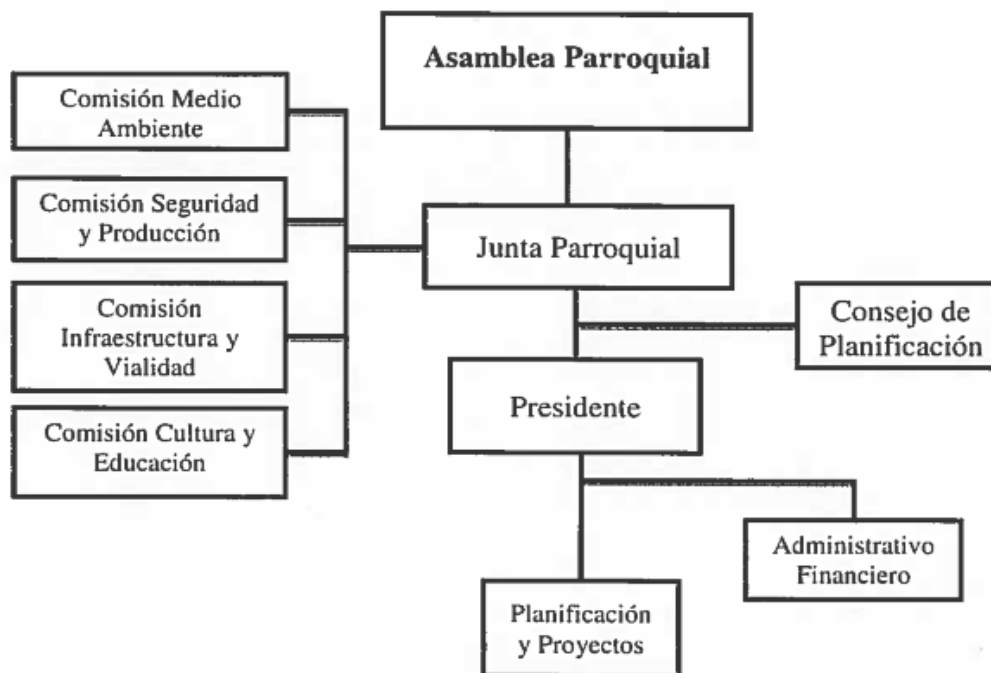 Asamblea Parroquial
Comisión Medio
Ambiente
Comisión Seguridad
y Producción
Junta Parroquial
Comisión
Infraestructura y
Vialidad
Consejo de
Planificación
Presidente
Comisión Cultura y
Educación
Administrativo
Financiero
Planificación
y Proyectos